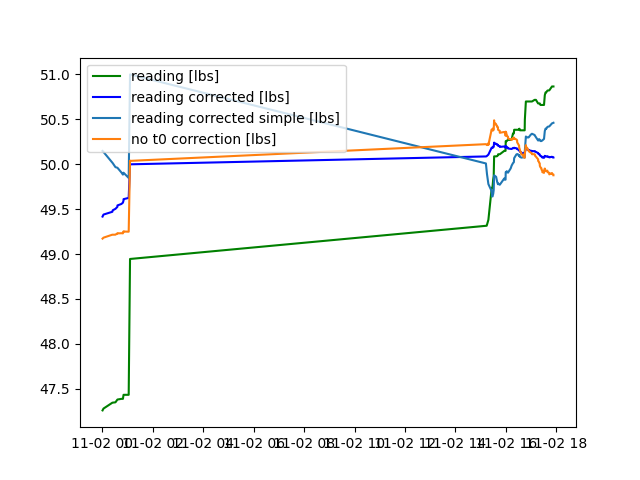 reading [lbs]
reading corrected [lbs]
reading corrected simple [lbs]
no t0 correction [lbs]
51.0
50.5
50.0
49.5
49.0
48.5
48.0
47.5
11-02 00 11-02 02 11-02 04 11-02 06 11-02 08 11-02 10 11-02 12 11-02 14 11-02 16 11-02 18